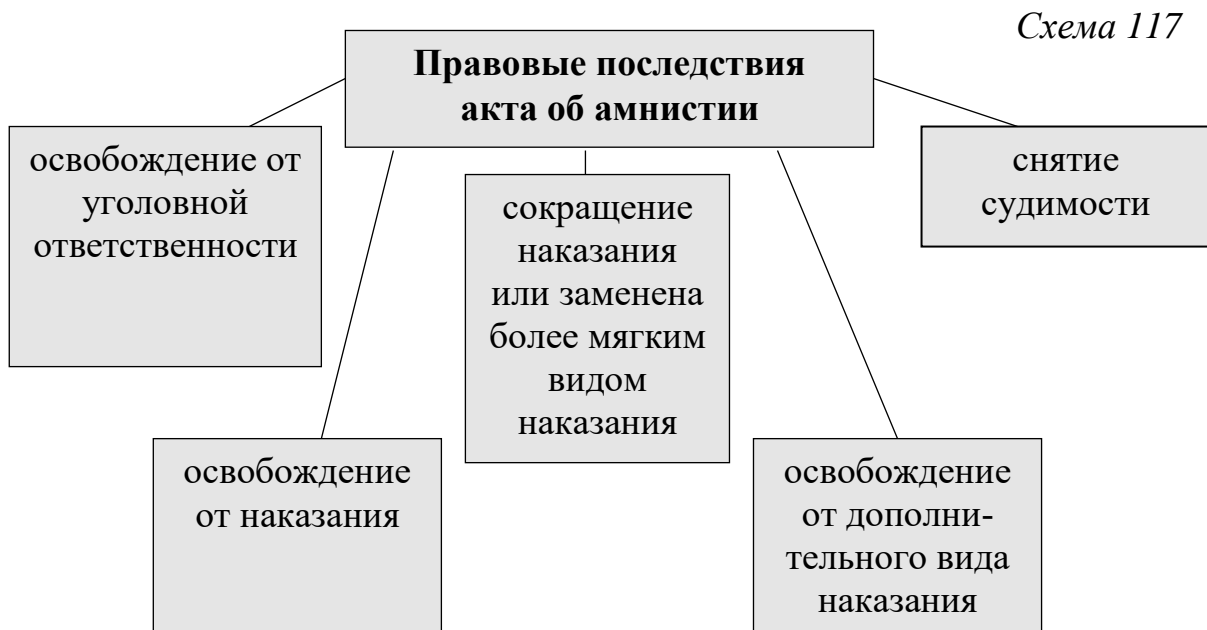 Схема 117
Правовые последствия
акта об амнистии
освобождение от
уголовной
ответственности
сокращение
наказания
или заменена
более мягким
видом
наказания
снятие
судимости
освобождение
от наказания
освобождение
от дополни-
тельного вида
наказания